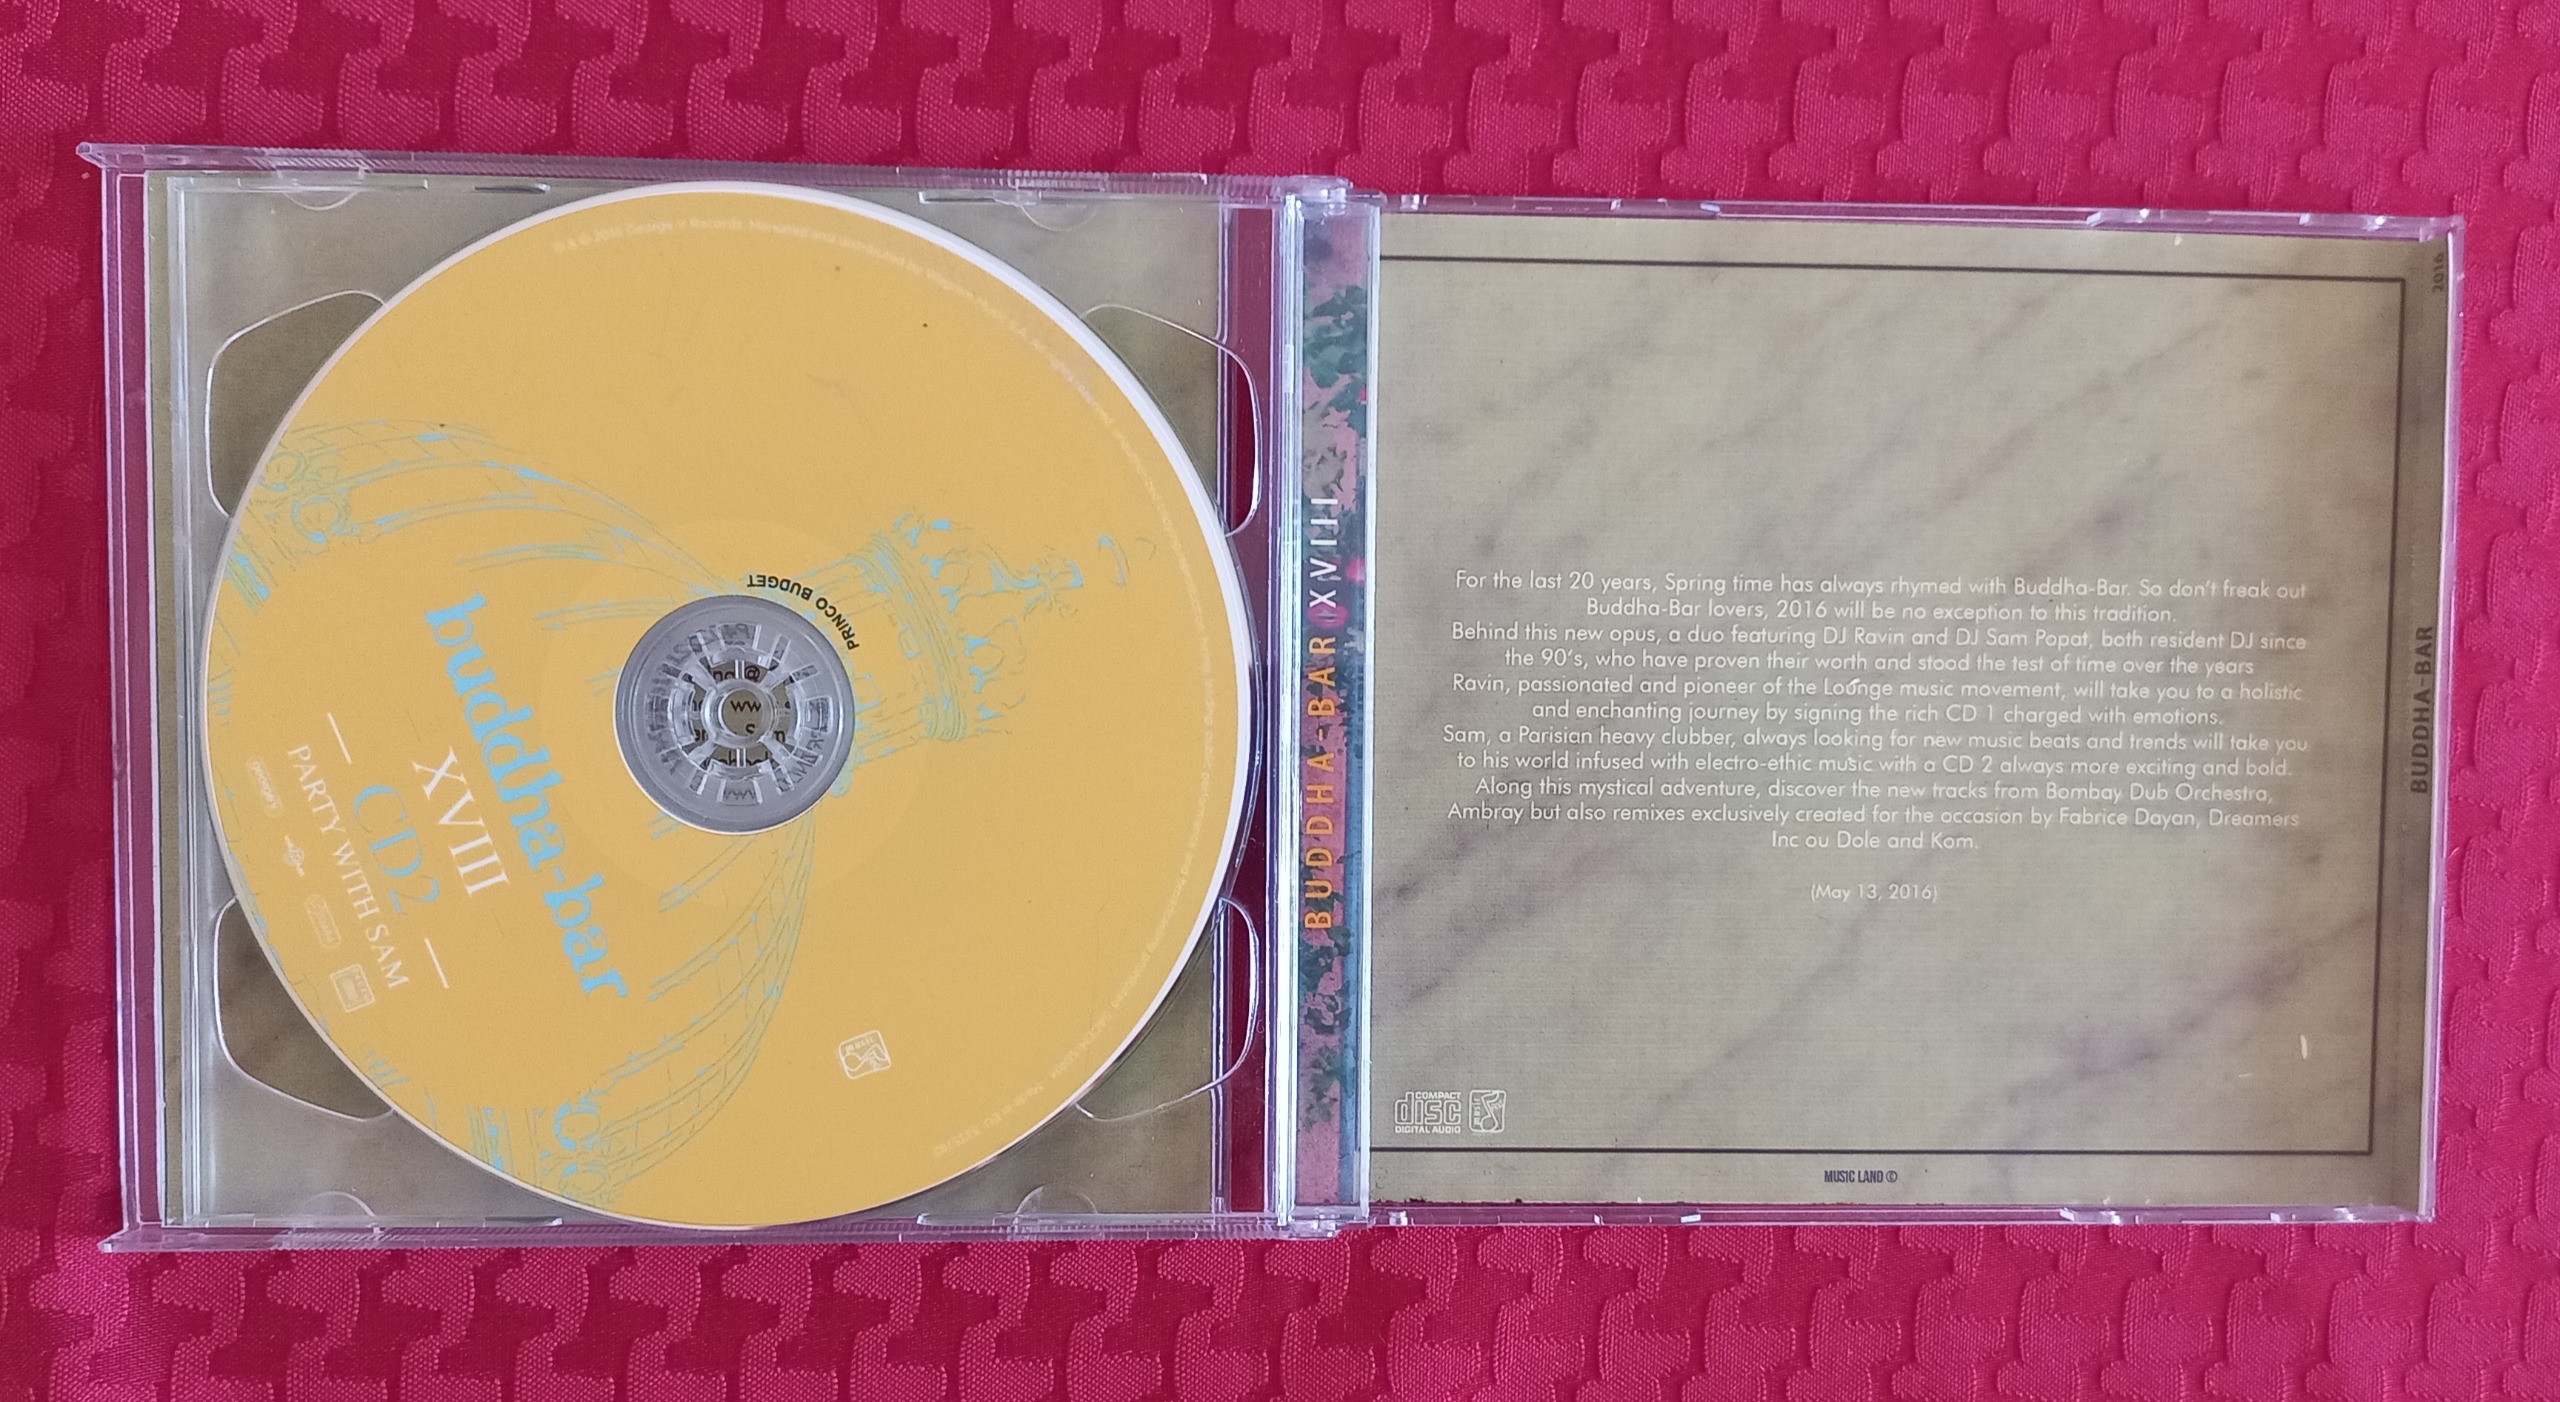 PRINCO BUDGET
buddha-bar
XVIII
CD2
PARTY WITH SAM
BUDDHA-BAR XVIII
For the last 20 years, Spring time has always rhymed with Buddha-Bar. So don't freak out
Buddha-Bar lovers, 2016 will be no exception to this tradition.
Behind this new opus, a duo featuring DJ Ravin and DJ Sam Popat, both resident DJ since
the 90's, who have proven their worth and stood the test of time over the years
Ravin, passionated and pioneer of the Lounge music movement, will take you to a holistic
and enchanting journey by signing the rich CD 1 charged with emotions.
Sam, a Parisian heavy clubber, always looking for new music beats and trends will take you
to his world infused with electro-ethic music with a CD 2 always more exciting and bold.
Along this mystical adventure, discover the new tracks from Bombay Dub Orchestra,
Ambray but also remixes exclusively created for the occasion by Fabrice Dayan, Dreamers
Inc ou Dole and Kom.
(May 13, 2016)
COMPACT
disc
DIGITAL AUDIO
music
MUSIC LAND ©
2016
BUDDHA-BAR